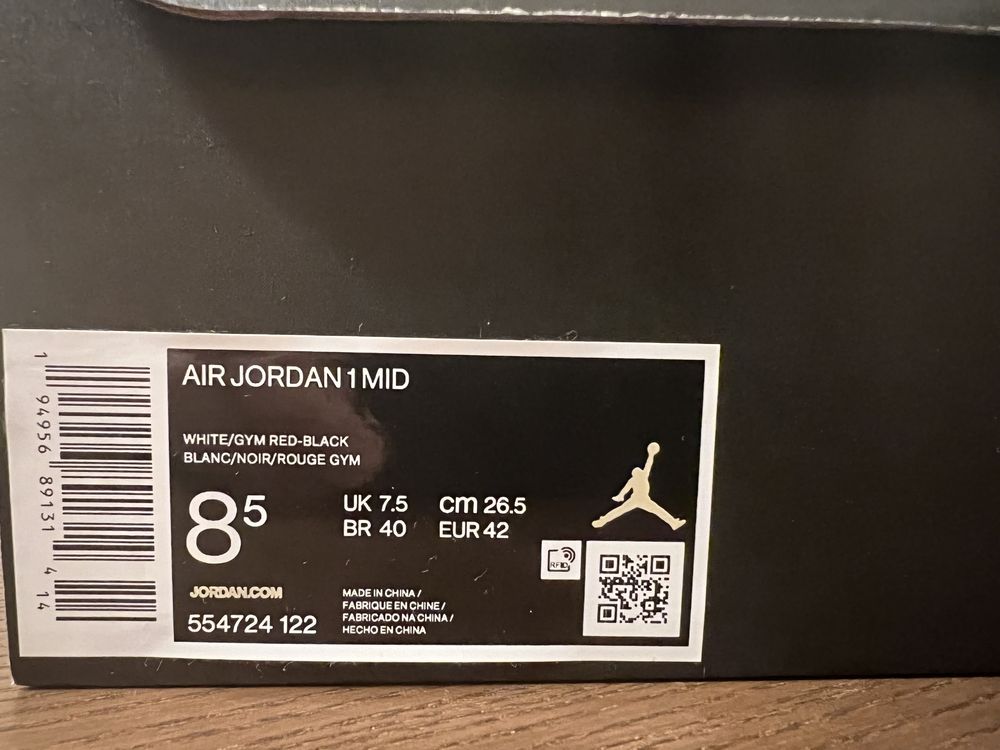 1 94956 89131 4 14
AIR JORDAN 1 MID
WHITE/GYM RED-BLACK
BLANC/NOIR/ROUGE GYM
8 5
UK 7.5 cm 26.5
BR 40 EUR 42
RFID
JORDAN.COM
554724 122
MADE IN CHINA /
FABRIQUE EN CHINE /
FABRICADO NA CHINA /
HECHO EN CHINA